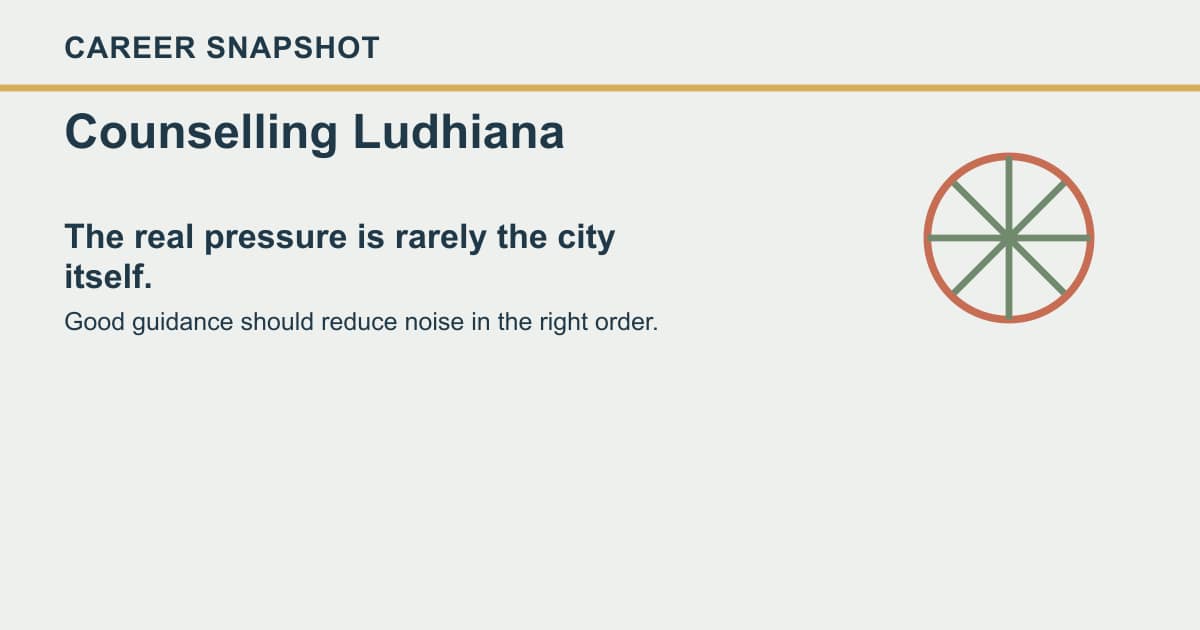 CAREER SNAPSHOT
Counselling Ludhiana
The real pressure is rarely the city
itself.
Good guidance should reduce noise in the right order.